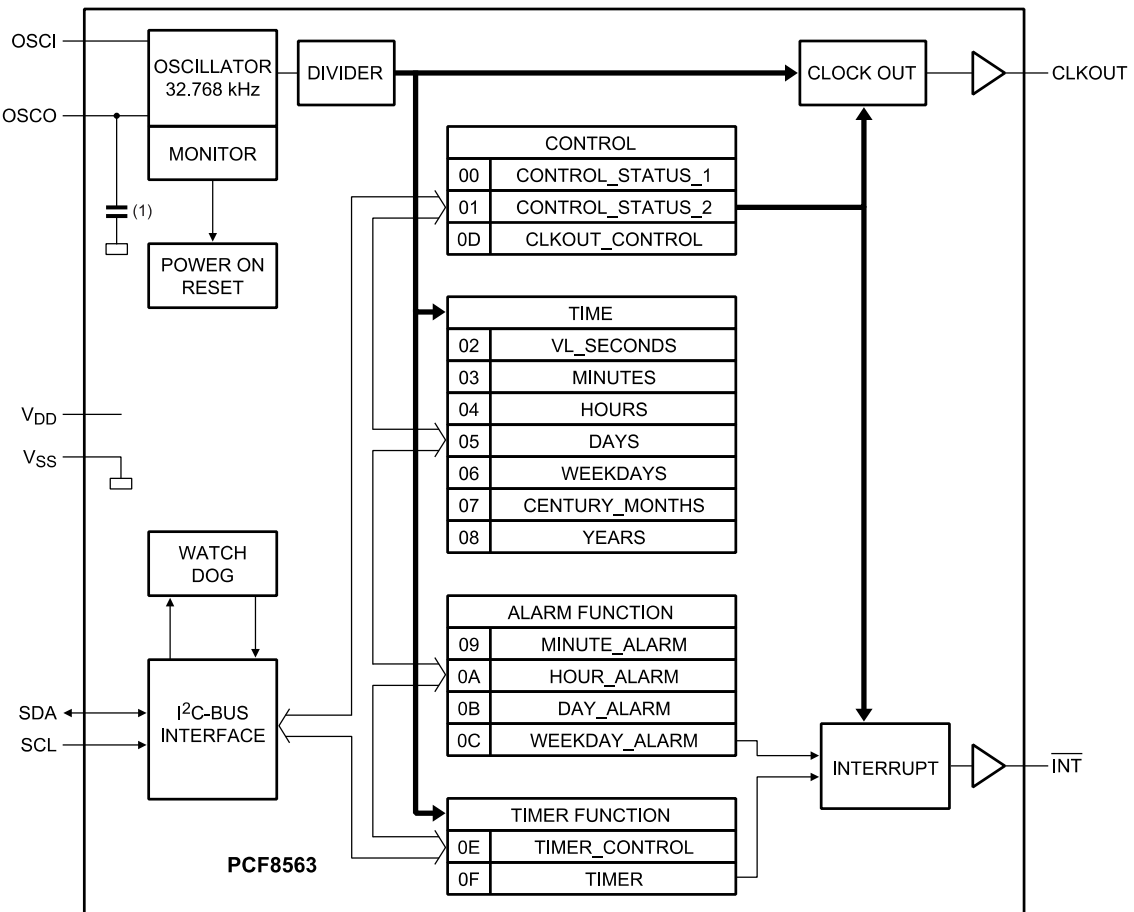 OSCI
OSCO
OSCILLATOR
32.768 kHz
DIVIDER
CLOCK OUT
CLKOUT
MONITOR
(1)
POWER ON
RESET
CONTROL
00 CONTROL_STATUS_1
01 CONTROL_STATUS_2
0D CLKOUT_CONTROL
TIME
02 VL_SECONDS
03 MINUTES
04 HOURS
05 DAYS
06 WEEKDAYS
07 CENTURY_MONTHS
08 YEARS
VDD
VSS
WATCH
DOG
ALARM FUNCTION
09 MINUTE_ALARM
0A HOUR_ALARM
0B DAY_ALARM
0C WEEKDAY_ALARM
SDA
SCL
I²C-BUS
INTERFACE
INTERRUPT
INT
TIMER FUNCTION
0E TIMER_CONTROL
0F TIMER
PCF8563